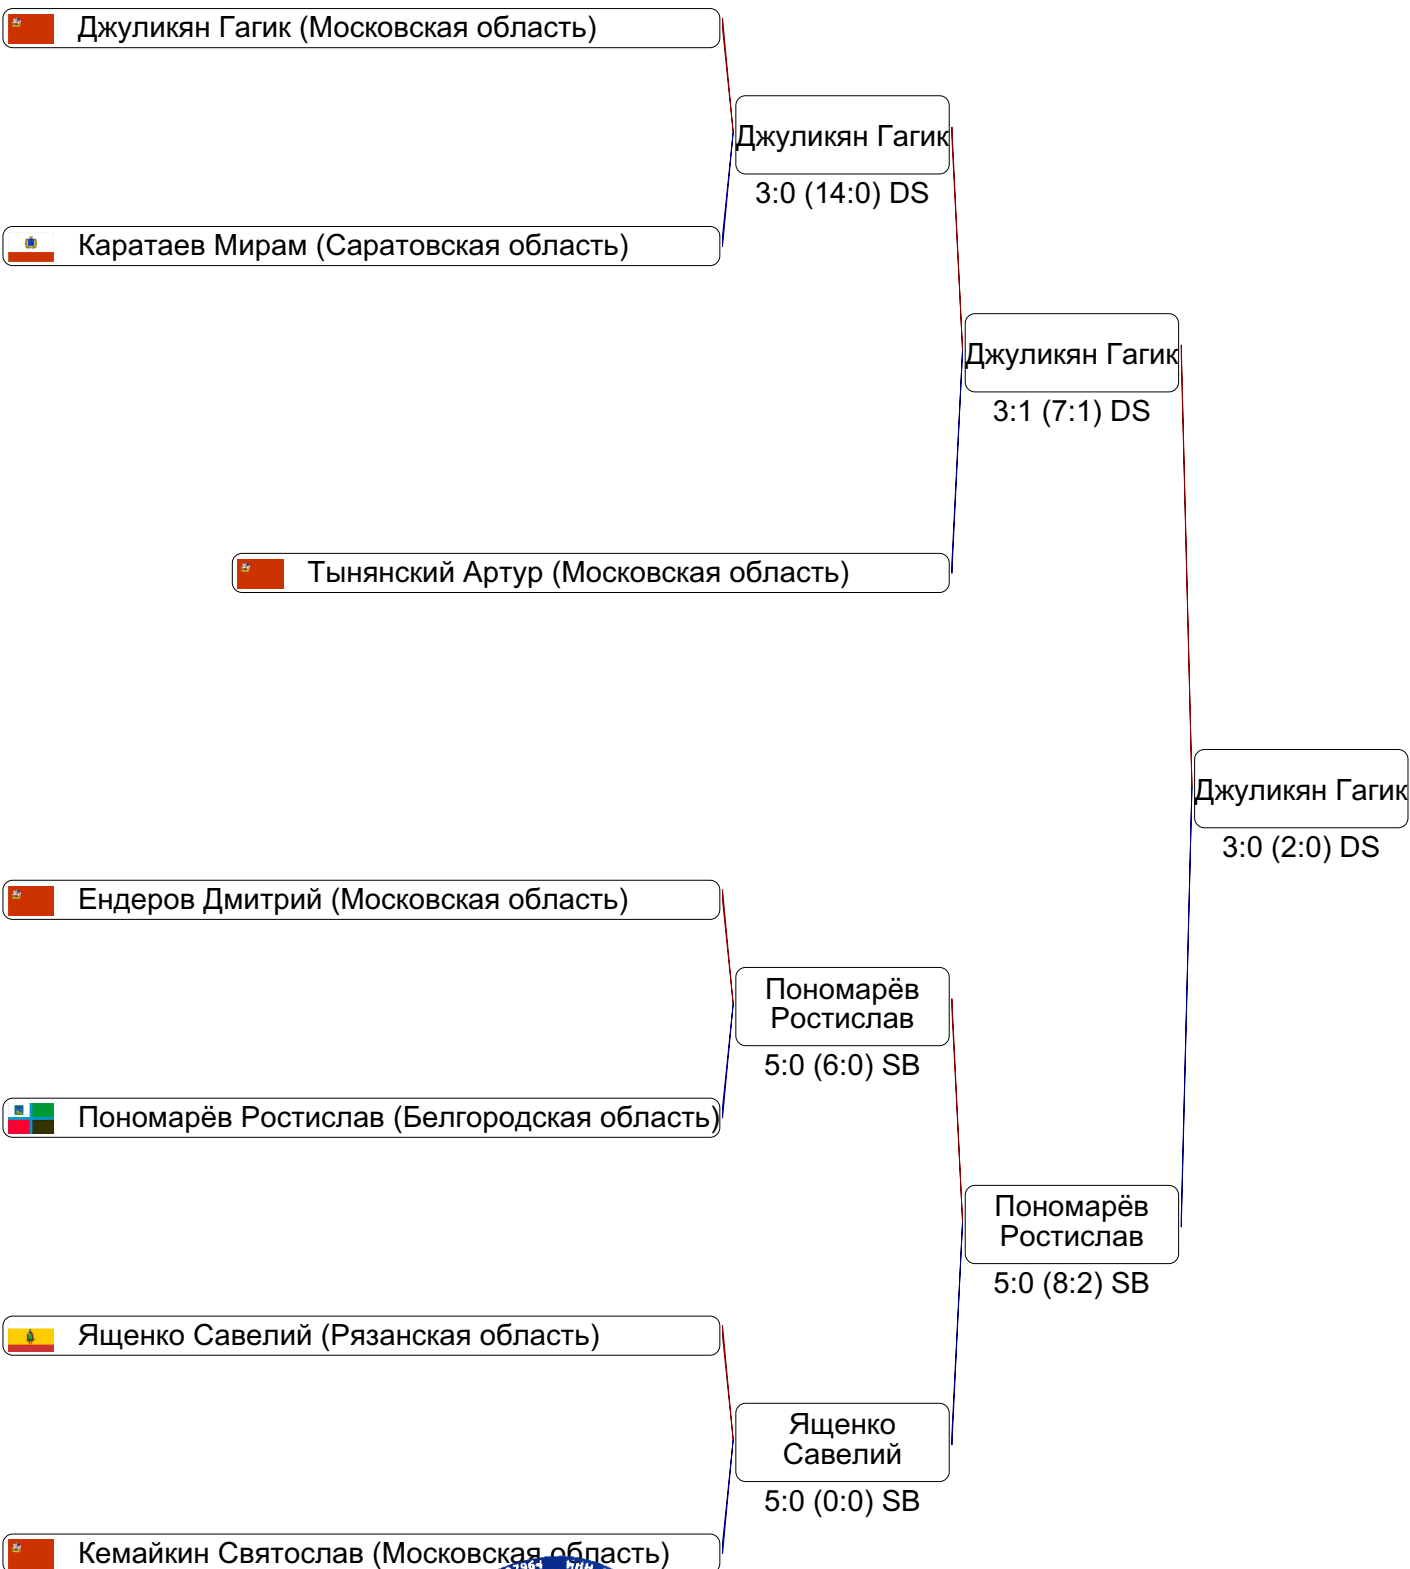 Джуликян Гагик (Московская область)
Джуликян Гагик
3:0 (14:0) DS
Каратаев Мирам (Саратовская область)
Джуликян Гагик
3:1 (7:1) DS
Тынянский Артур (Московская область)
Джуликян Гагик
3:0 (2:0) DS
Ендеров Дмитрий (Московская область)
Пономарёв
Ростислав
5:0 (6:0) SB
Пономарёв Ростислав (Белгородская область)
Пономарёв
Ростислав
5:0 (8:2) SB
Ященко Савелий (Рязанская область)
Ященко
Савелий
5:0 (0:0) SB
Кемайкин Святослав (Московская область)